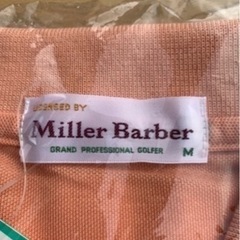 LICENSED BY
Miller Barber
GRAND PROFESSIONAL GOLFER M